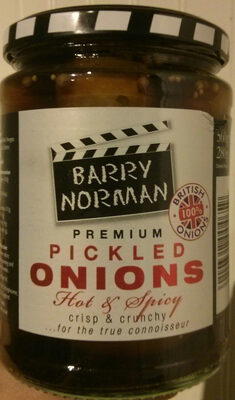 BARRY
NORMAN
BRITISH
100%
ONIONS
PREMIUM
PICKLED
ONIONS
Hot & Spicy
crisp & crunchy
...for the true connoisseur